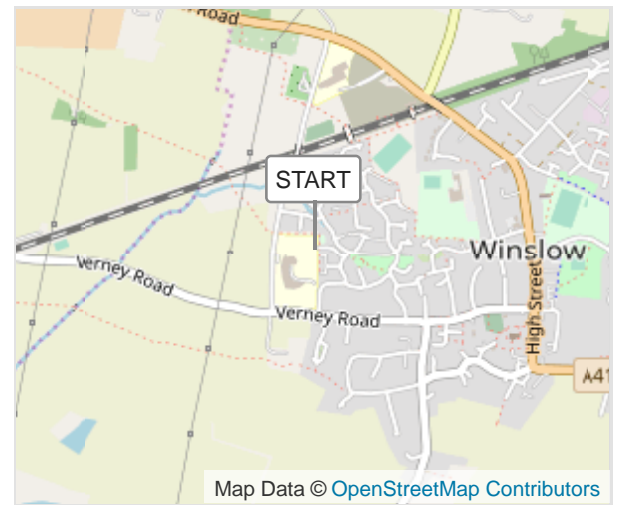 Road
START
Winslow
Verney Road
Verney Road
High Street
A41
Map Data © OpenStreetMap Contributors